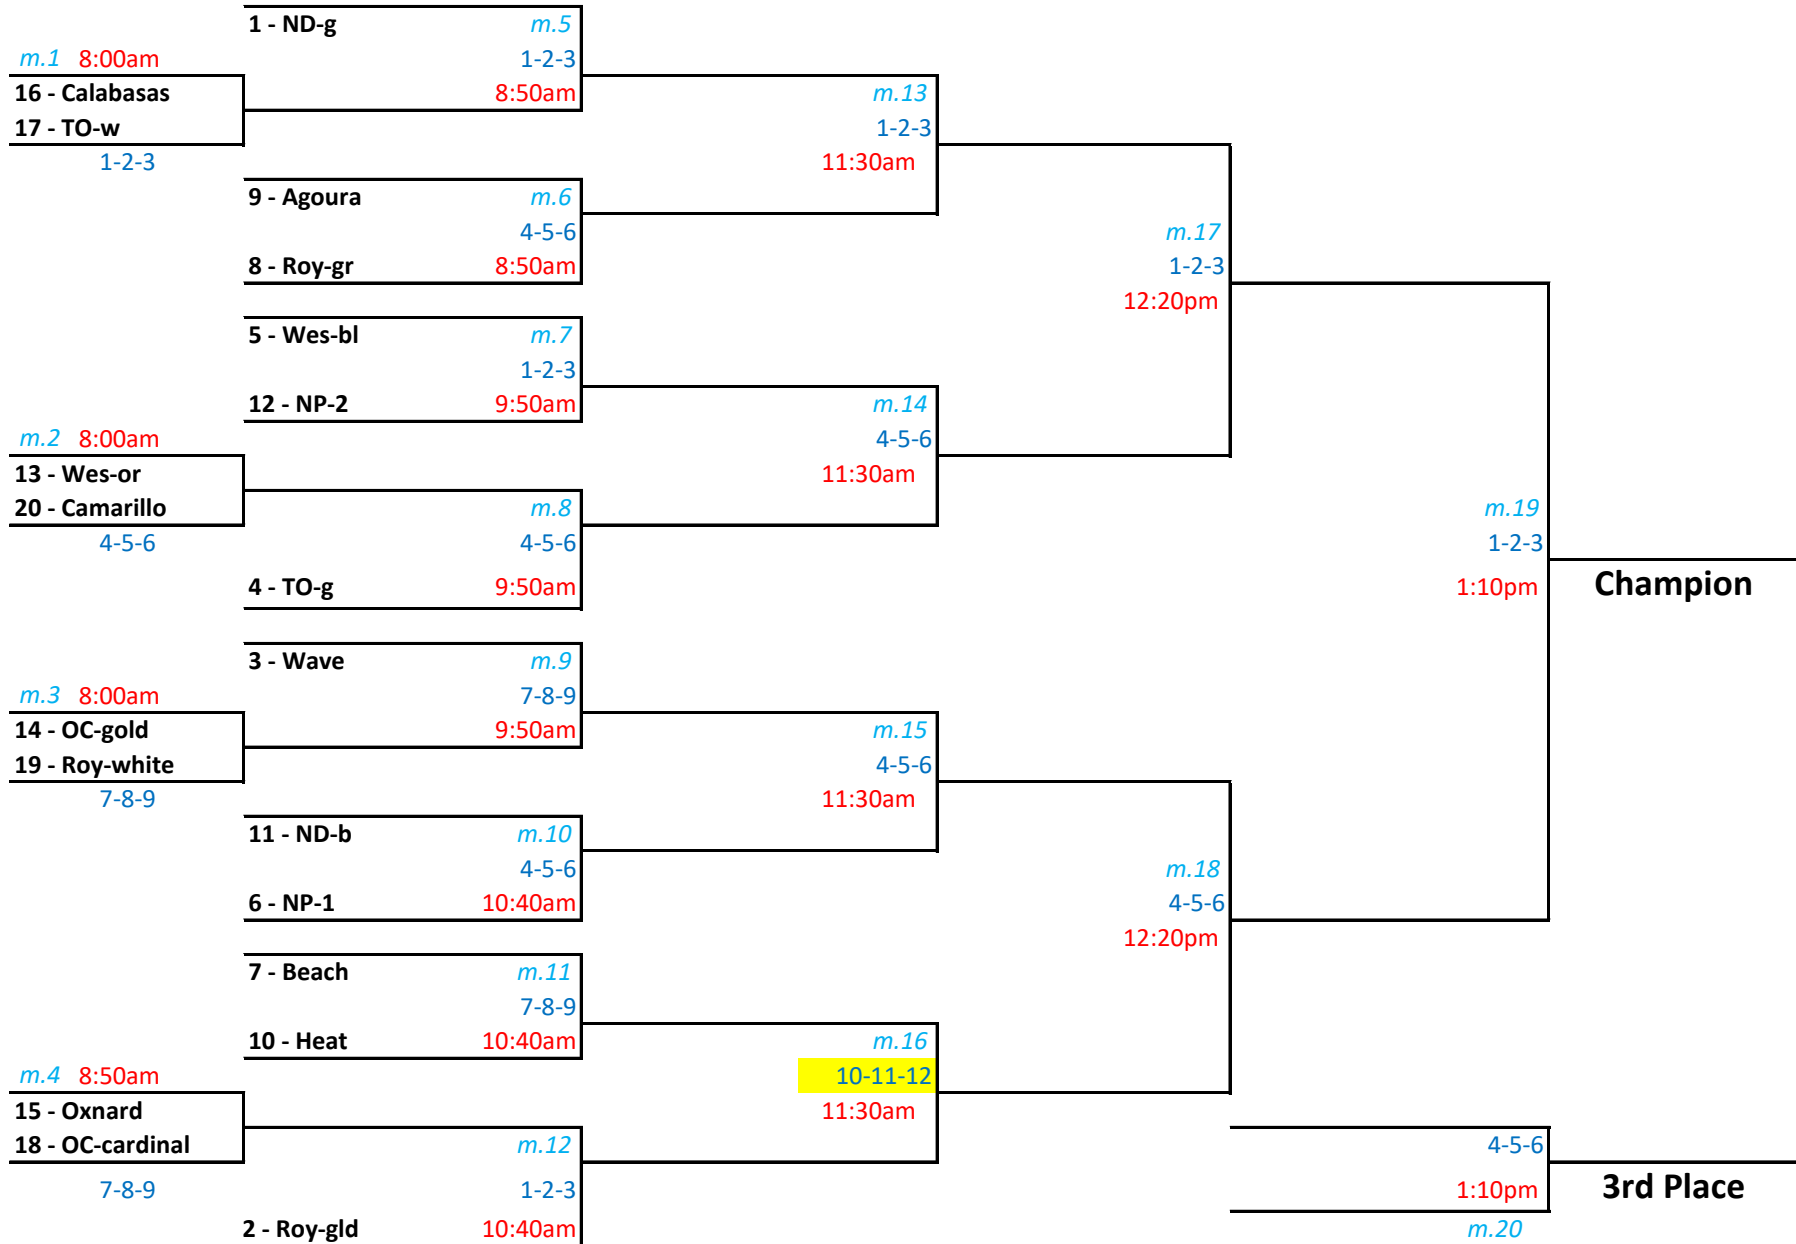 1 - ND-g m.5
m.1 8:00am 1-2-3
16 - Calabasas 8:50am m.13
17 - TO-w 1-2-3
1-2-3 11:30am
9 - Agoura m.6
4-5-6 m.17
8 - Roy-gr 8:50am 1-2-3
12:20pm
5 - Wes-bl m.7
1-2-3
12 - NP-2 9:50am m.14
m.2 8:00am 4-5-6
13 - Wes-or 11:30am
20 - Camarillo m.8 m.19
4-5-6 4-5-6 1-2-3
4 - TO-g 9:50am 1:10pm Champion
3 - Wave m.9
m.3 8:00am 7-8-9
14 - OC-gold 9:50am m.15
19 - Roy-white 4-5-6
7-8-9 11:30am
11 - ND-b m.10
4-5-6 m.18
6 - NP-1 10:40am 4-5-6
12:20pm
7 - Beach m.11
7-8-9
10 - Heat 10:40am m.16
m.4 8:50am 10-11-12
15 - Oxnard 11:30am
18 - OC-cardinal m.12 4-5-6
7-8-9 1-2-3 1:10pm 3rd Place
2 - Roy-gld 10:40am m.20